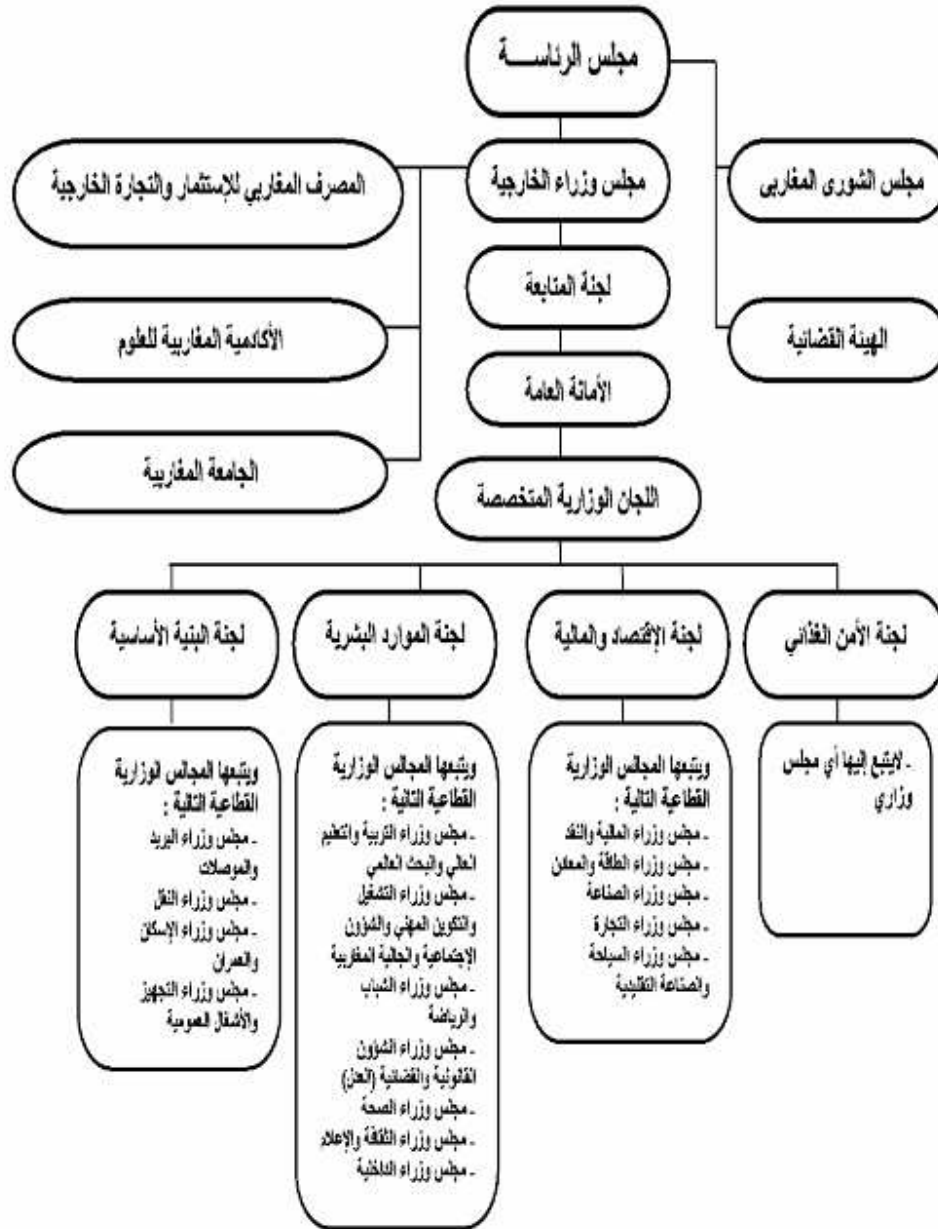 مجلس الرئاســـة
مجلس الشورى المغاربي
مجلس وزراء الخارجية
المصرف المغاربي للإستثمار والتجارة الخارجية
لجنة المتابعة
الهيئة القضائية
الأكادمية المغاربية للعلوم
الأمانة العامة
الجامعة المغاربية
اللجان الوزارية المتخصصة
لجنة الأمن الغذائي
لجنة الإقتصاد والمالية
لجنة الموارد البشرية
لجنة البنية الأساسية
ـ لايتبع إليها أي مجلس
وزاري
ويتبعها المجالس الوزارية
القطاعية التالية :
ـ مجلس وزراء المالية والنقد
ـ مجلس وزراء الطاقة والمعادن
ـ مجلس وزراء الصناعة
ـ مجلس وزراء التجارة
ـ مجلس وزراء السياحة
والصناعة التقليدية
ويتبعها المجالس الوزارية
القطاعية التالية :
ـ مجلس وزراء التربية والتعليم
العالي والبحث العالمي
ـ مجلس وزراء التشغيل
والتكوين المهني والشؤون
الإجتماعية والجالية المغاربية
ـ مجلس وزراء الشباب
والرياضة
ـ مجلس وزراء الشؤون
القانونية والقضائية (العدل)
ـ مجلس وزراء الصحة
ـ مجلس وزراء الثقافة والإعلام
ـ مجلس وزراء الداخلية
ويتبعها المجالس الوزارية
القطاعية التالية :
ـ مجلس وزراء البريد
والموصلات
ـ مجلس وزراء النقل
ـ مجلس وزراء الإسكان
والعمران
ـ مجلس وزراء التجهيز
والأشغال العمومية